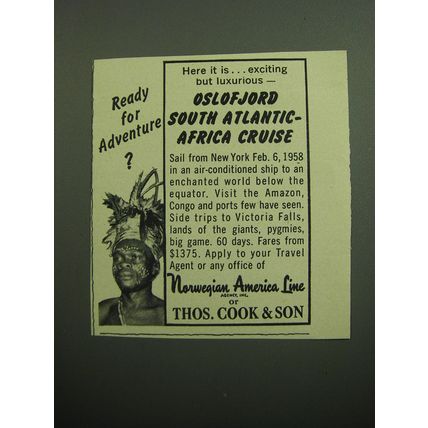 Ready
for
Adventure
?
Here it is... exciting
but luxurious —
OSLOFJORD
SOUTH ATLANTIC-
AFRICA CRUISE
Sail from New York Feb. 6, 1958
in an air-conditioned ship to an
enchanted world below the
equator. Visit the Amazon,
Congo and ports few have seen.
Side trips to Victoria Falls,
lands of the giants, pygmies,
big game. 60 days. Fares from
$1375. Apply to your Travel
Agent or any office of
Norwegian America Line
AGENCY, INC.
or
THOS. COOK & SON